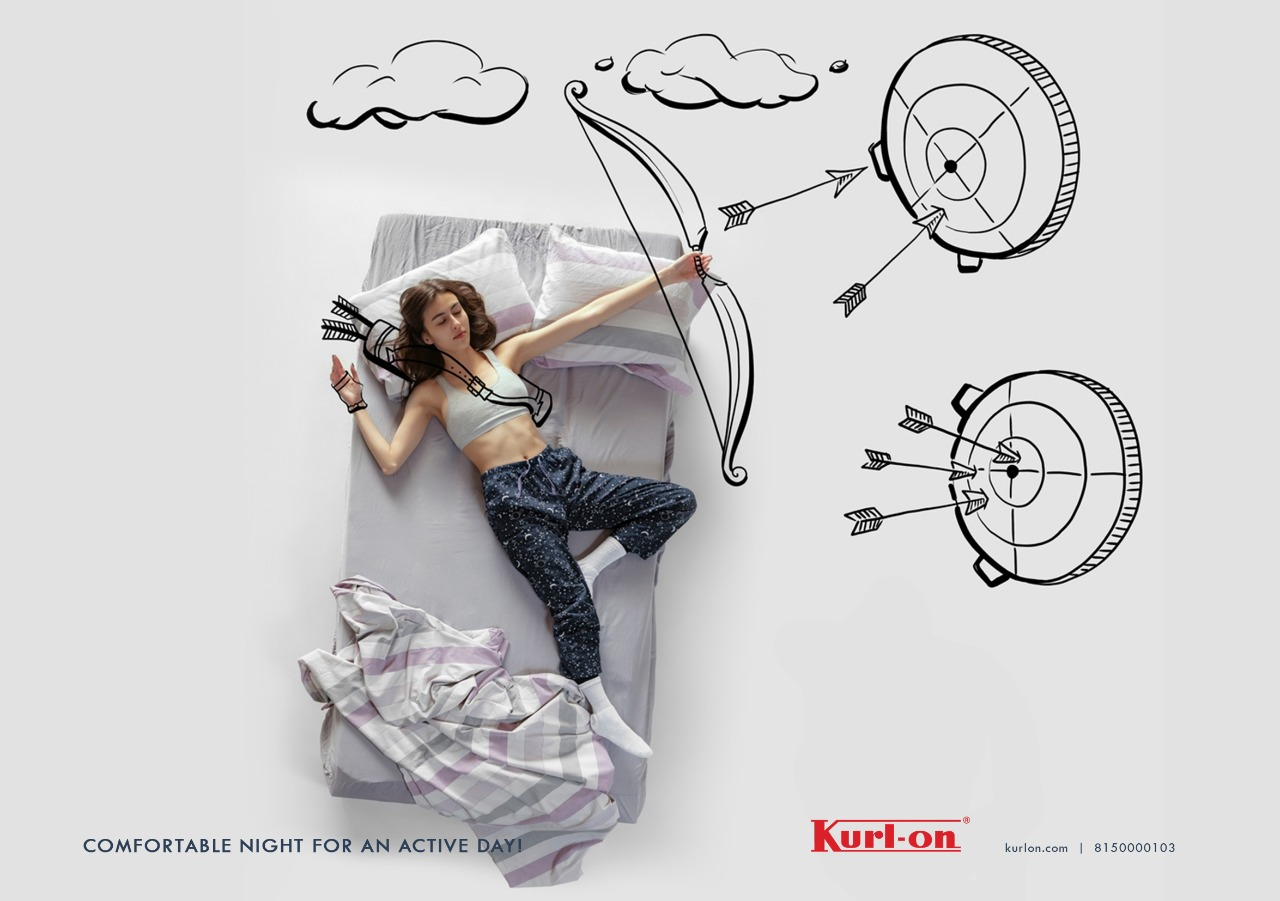 COMFORTABLE NIGHT FOR AN ACTIVE DAY!
Kurl-on®
kurlon.com | 8150000103